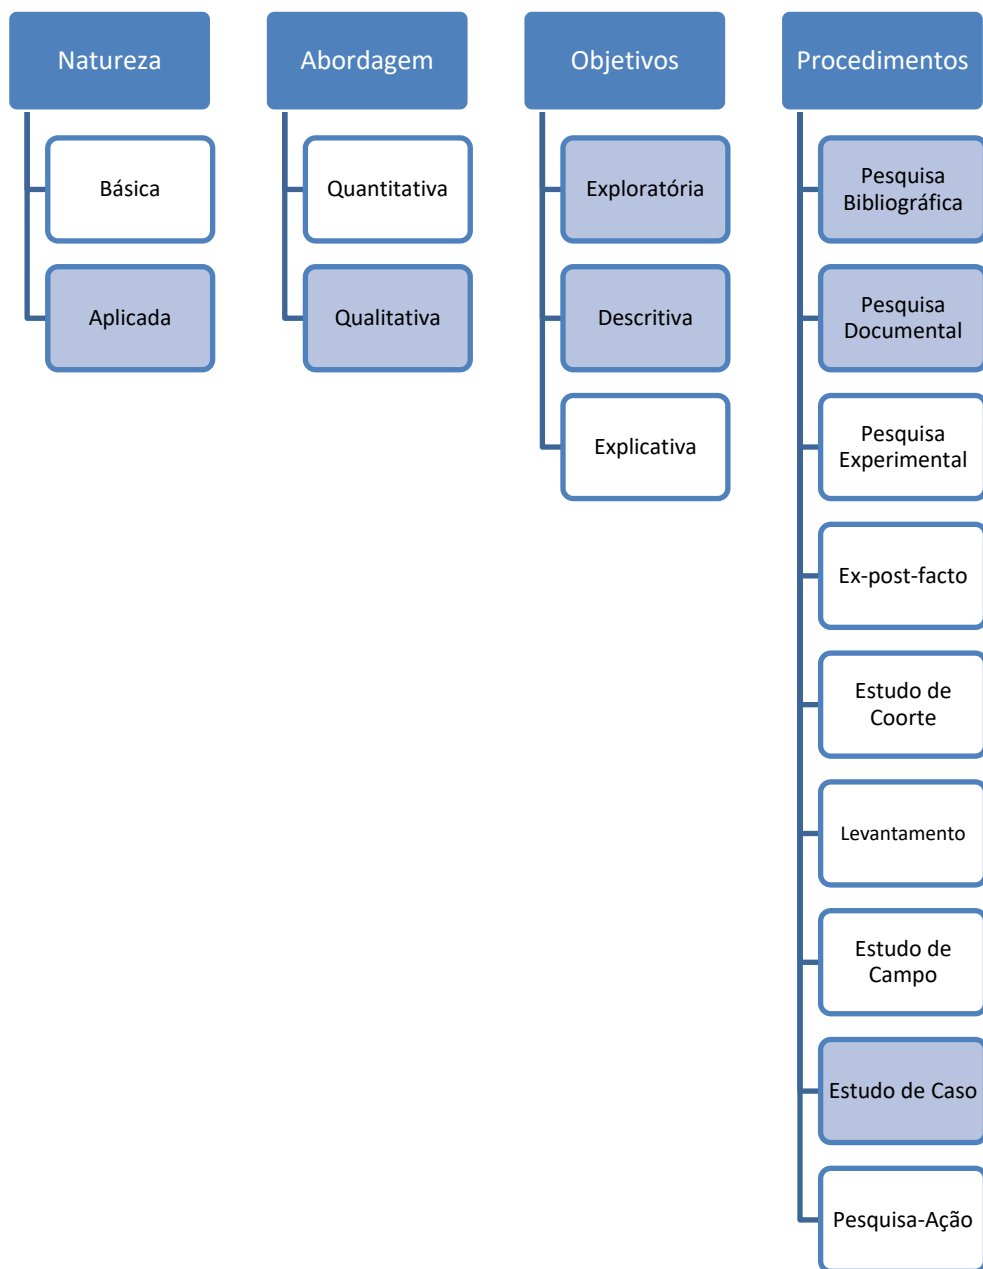 Natureza
Básica
Aplicada
Abordagem
Quantitativa
Qualitativa
Objetivos
Exploratória
Descritiva
Explicativa
Procedimentos
Pesquisa
Bibliográfica
Pesquisa
Documental
Pesquisa
Experimental
Ex-post-facto
Estudo de
Coorte
Levantamento
Estudo de
Campo
Estudo de Caso
Pesquisa-Ação